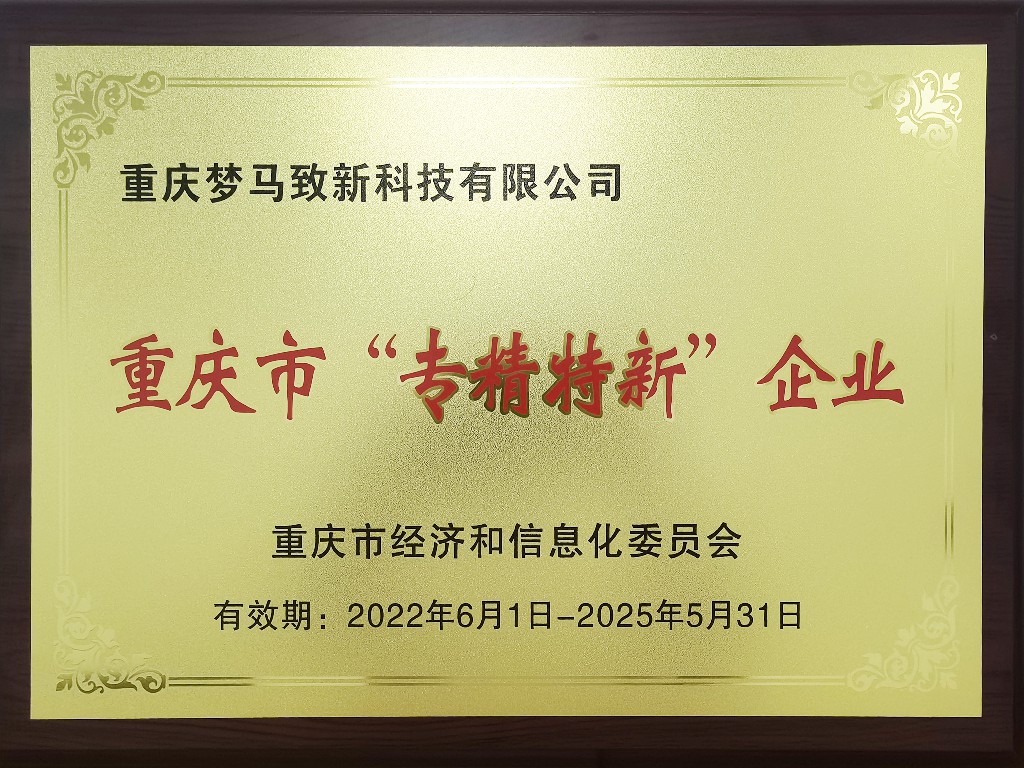 重庆梦马致新科技有限公司
重庆市“专精特新”企业
重庆市经济和信息化委员会
有效期：2022年6月1日-2025年5月31日